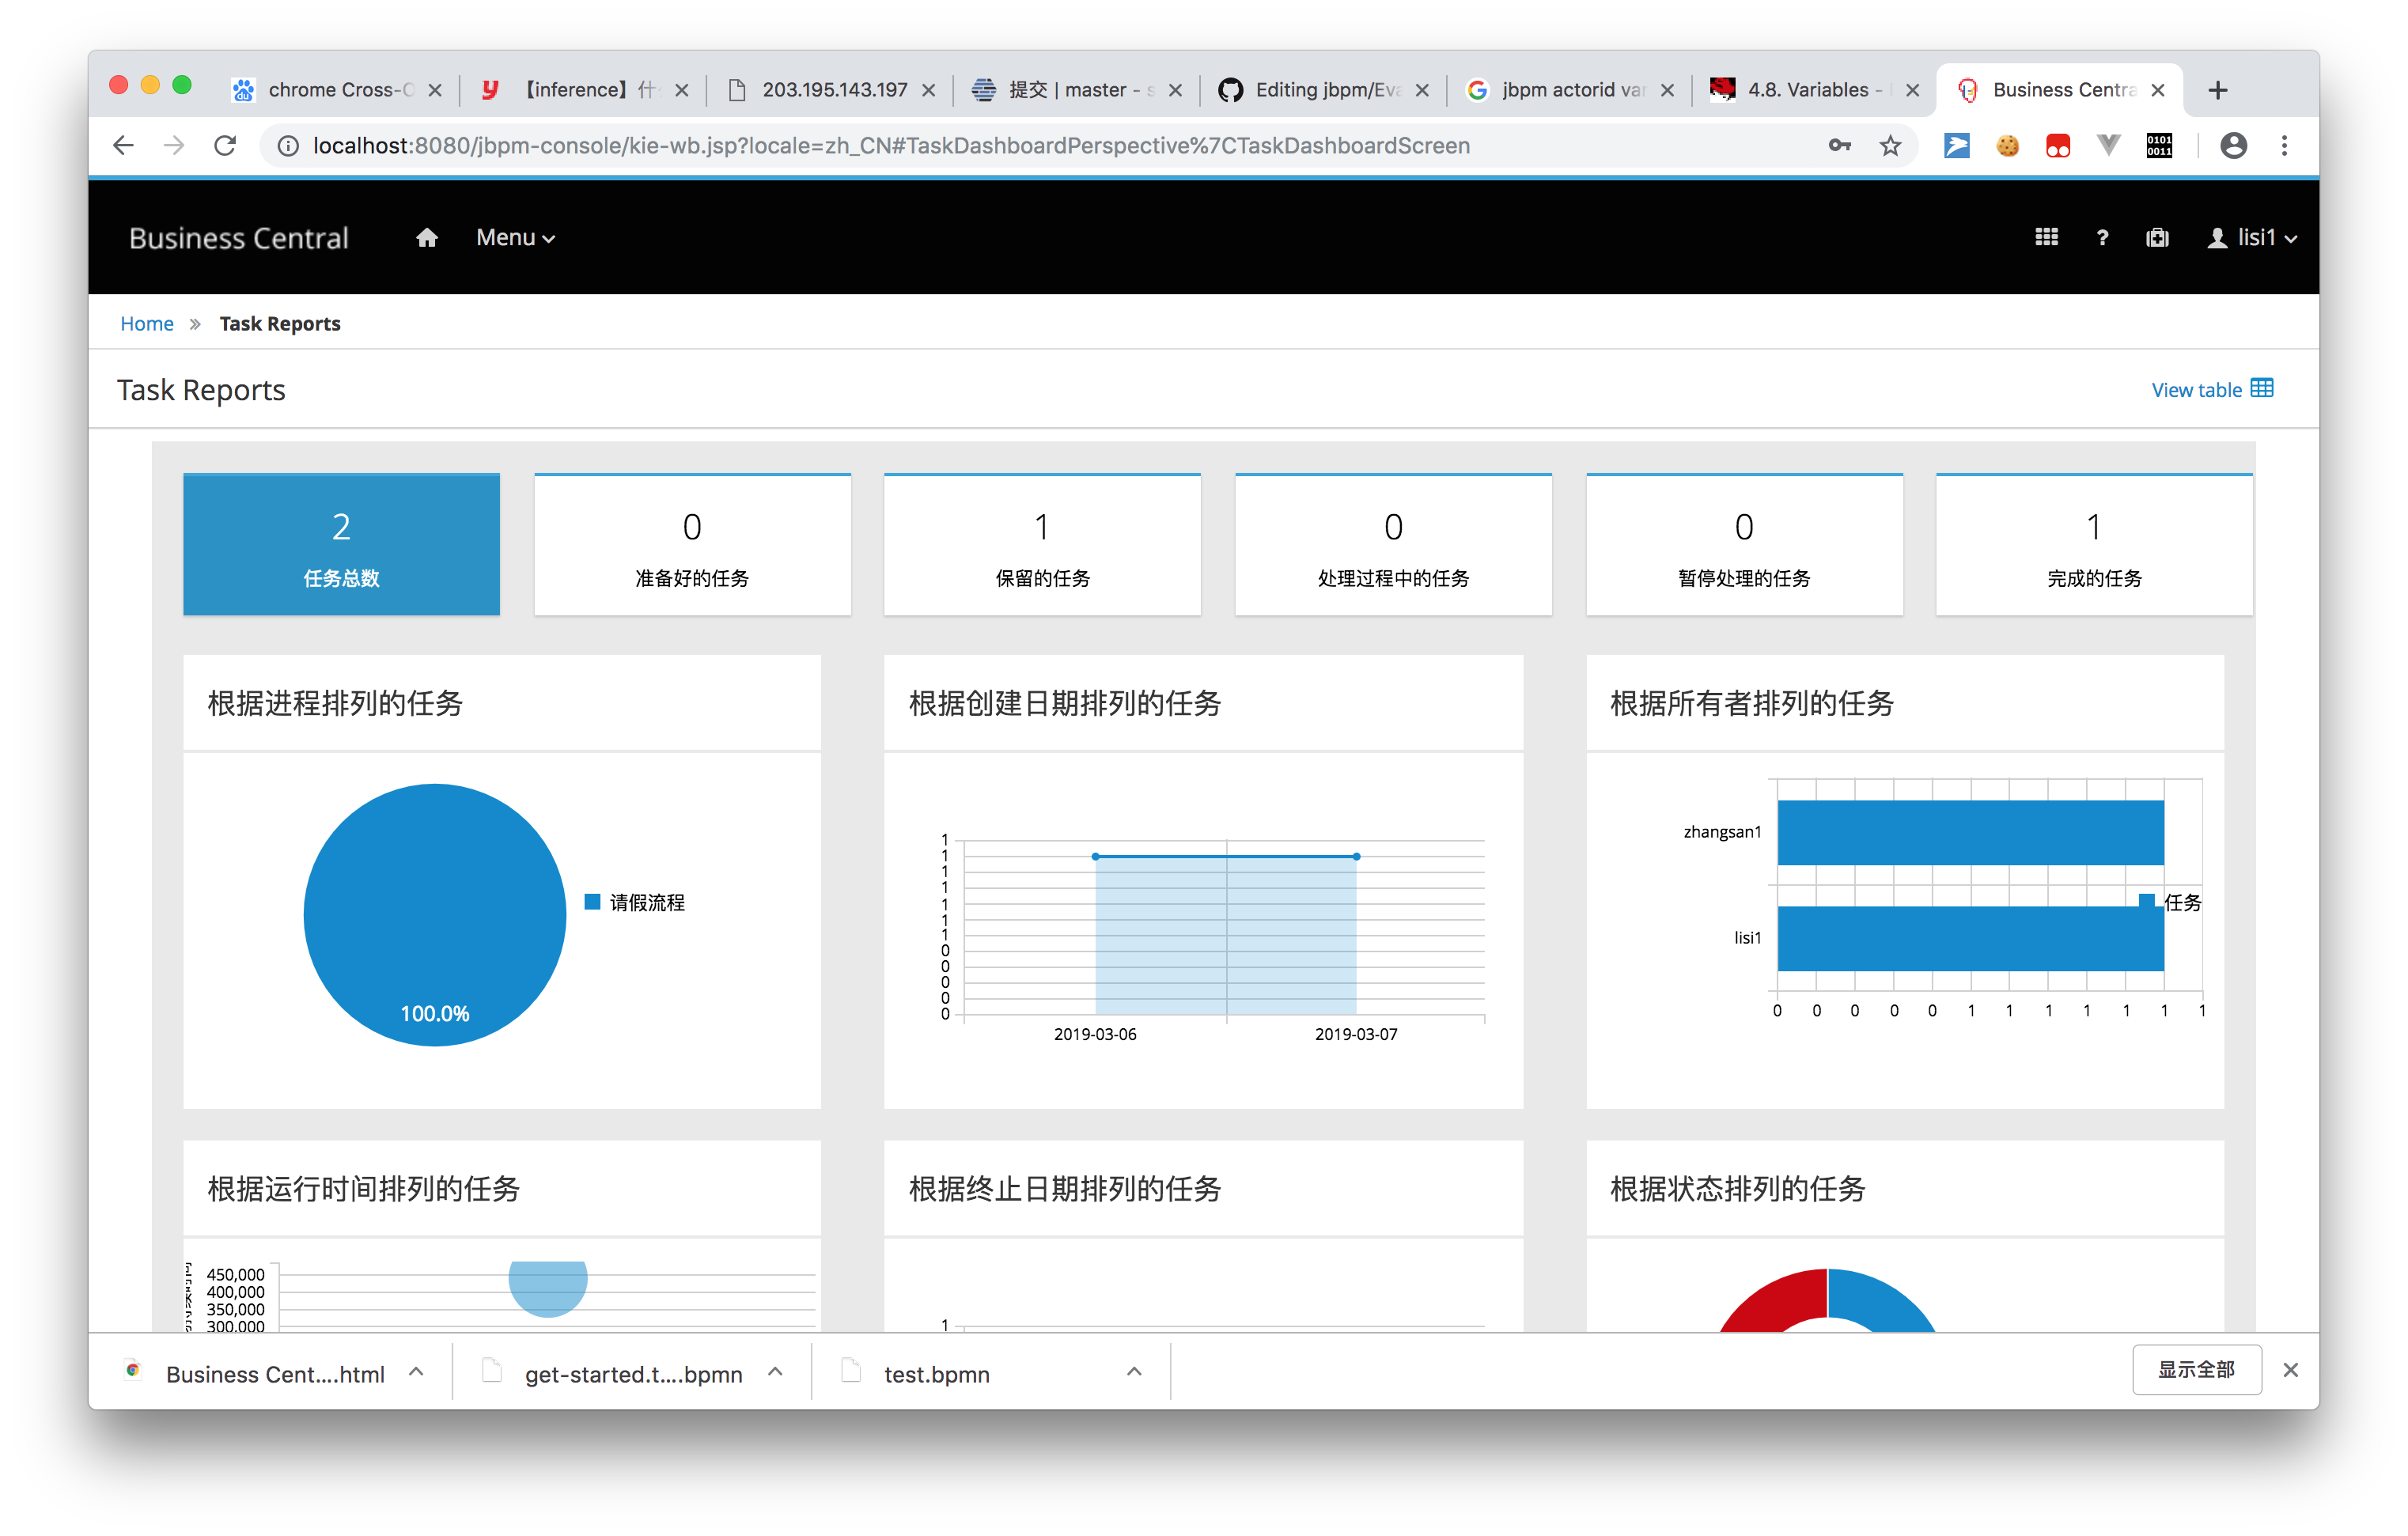 chrome Cross-O
【inference】什
203.195.143.197
提交 | master - s
Editing jbpm/Eva
jbpm actorid var
4.8. Variables -
Business Centra
localhost:8080/jbpm-console/kie-wb.jsp?locale=zh_CN#TaskDashboardPerspective%7CTaskDashboardScreen
0101
0011
Business Central
Menu
?
lisi1
Home » Task Reports
Task Reports
View table
2
任务总数
0
准备好的任务
1
保留的任务
0
处理过程中的任务
0
暂停处理的任务
1
完成的任务
根据进程排列的任务
请假流程
100.0%
根据创建日期排列的任务
1
1
1
1
1
1
1
0
0
0
0
0
2019-03-06
2019-03-07
根据所有者排列的任务
zhangsan1
任务
lisi1
0 0 0 0 0 1 1 1 1 1 1 1
根据运行时间排列的任务
450,000
400,000
350,000
300,000
根据终止日期排列的任务
1
根据状态排列的任务
Business Cent....html
get-started.t....bpmn
test.bpmn
显示全部